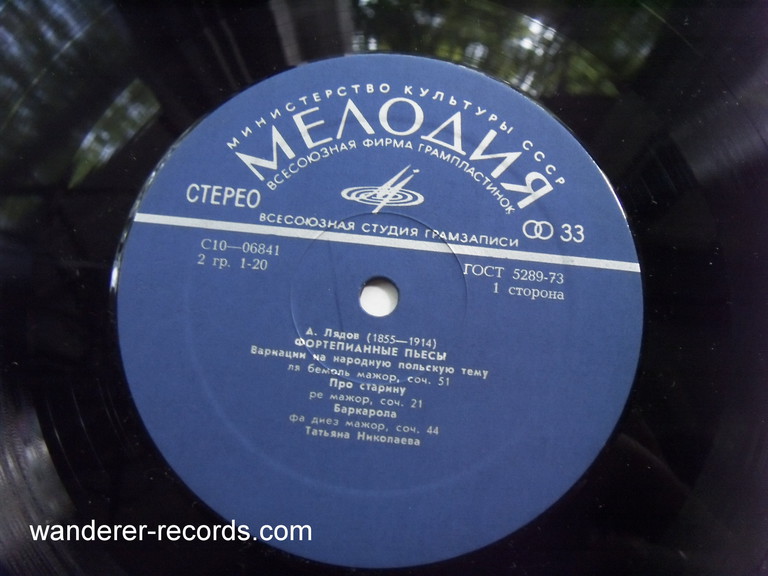 МИНИСТЕРСТВО КУЛЬТУРЫ СССР
МЕЛОДИЯ
ВСЕСОЮЗНАЯ ФИРМА ГРАМПЛАСТИНОК
СТЕРЕО
ВСЕСОЮЗНАЯ СТУДИЯ ГРАМЗАПИСИ
33
С10—06841
2 гр. 1-20
ГОСТ 5289-73
1 сторона
А. Лядов (1855—1914)
ФОРТЕПИАННЫЕ ПЬЕСЫ
Вариации на народную польскую тему
ля бемоль мажор, соч. 51
Про старину
ре мажор, соч. 21
Баркарола
фа диез мажор, соч. 44
Татьяна Николаева
wanderer-records.com